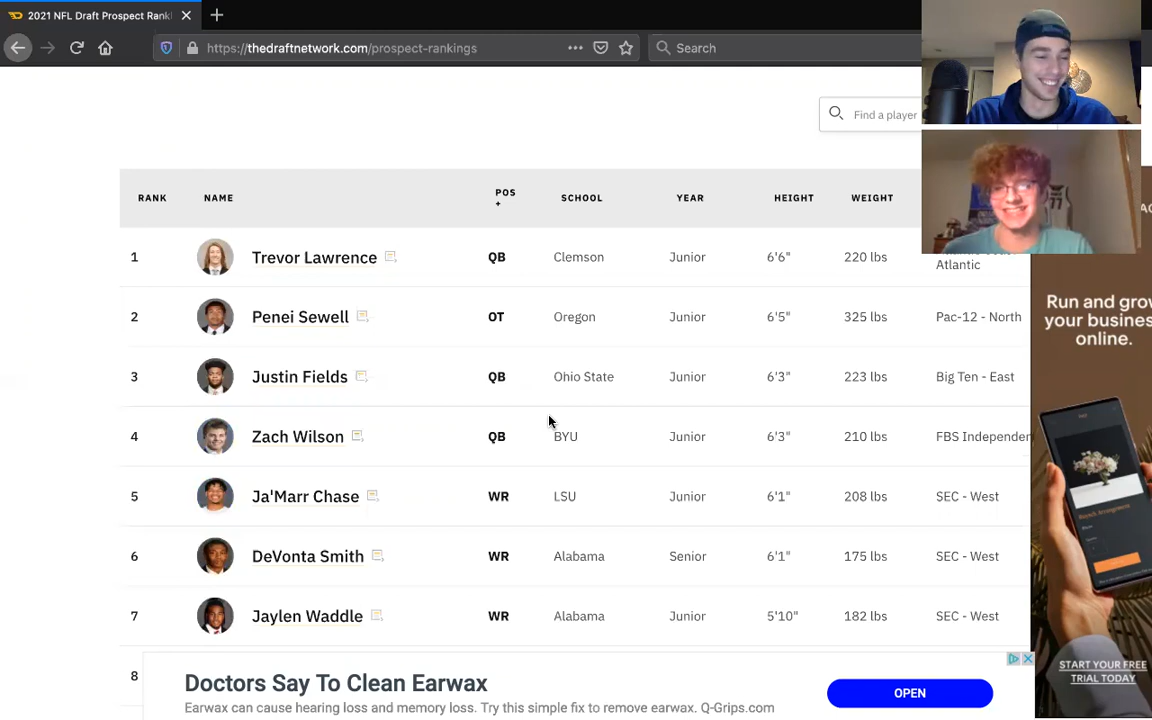 2021 NFL Draft Prospect Rank
https://thedraftnetwork.com/prospect-rankings
Search
Find a player
RANK NAME POS + SCHOOL YEAR HEIGHT WEIGHT
1 Trevor Lawrence QB Clemson Junior 6'6" 220 lbs Atlantic
2 Penei Sewell OT Oregon Junior 6'5" 325 lbs Pac-12 - North
3 Justin Fields QB Ohio State Junior 6'3" 223 lbs Big Ten - East
4 Zach Wilson QB BYU Junior 6'3" 210 lbs FBS Independen
5 Ja'Marr Chase WR LSU Junior 6'1" 208 lbs SEC - West
6 DeVonta Smith WR Alabama Senior 6'1" 175 lbs SEC - West
7 Jaylen Waddle WR Alabama Junior 5'10" 182 lbs SEC - West
8
77
Run and grow
your business
online.
START YOUR FREE
TRIAL TODAY
Doctors Say To Clean Earwax
Earwax can cause hearing loss and memory loss. Try this simple fix to remove earwax. Q-Grips.com
OPEN